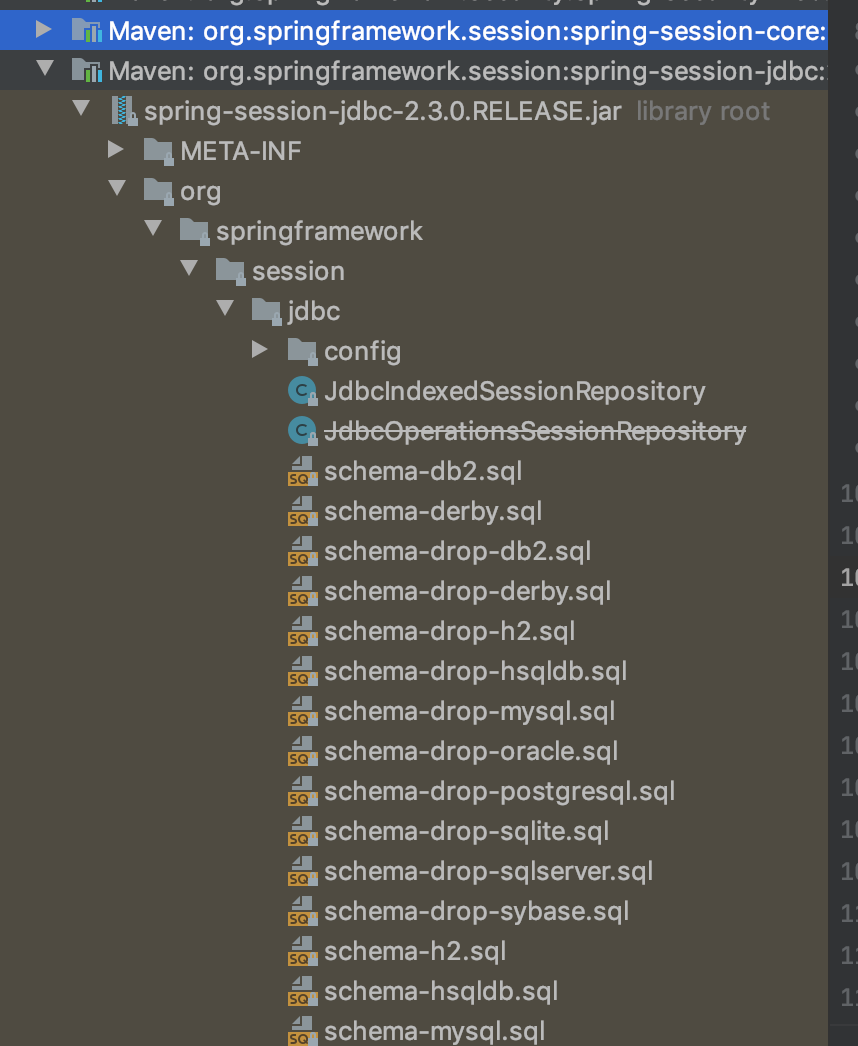 Maven: org.springframework.session:spring-session-core:
Maven: org.springframework.session:spring-session-jdbc:
spring-session-jdbc-2.3.0.RELEASE.jar library root
META-INF
org
springframework
session
jdbc
config
JdbcIndexedSessionRepository
JdbcOperationsSessionRepository
schema-db2.sql
schema-derby.sql
schema-drop-db2.sql
schema-drop-derby.sql
schema-drop-h2.sql
schema-drop-hsqldb.sql
schema-drop-mysql.sql
schema-drop-oracle.sql
schema-drop-postgresql.sql
schema-drop-sqlite.sql
schema-drop-sqlserver.sql
schema-drop-sybase.sql
schema-h2.sql
schema-hsqldb.sql
schema-mysql.sql